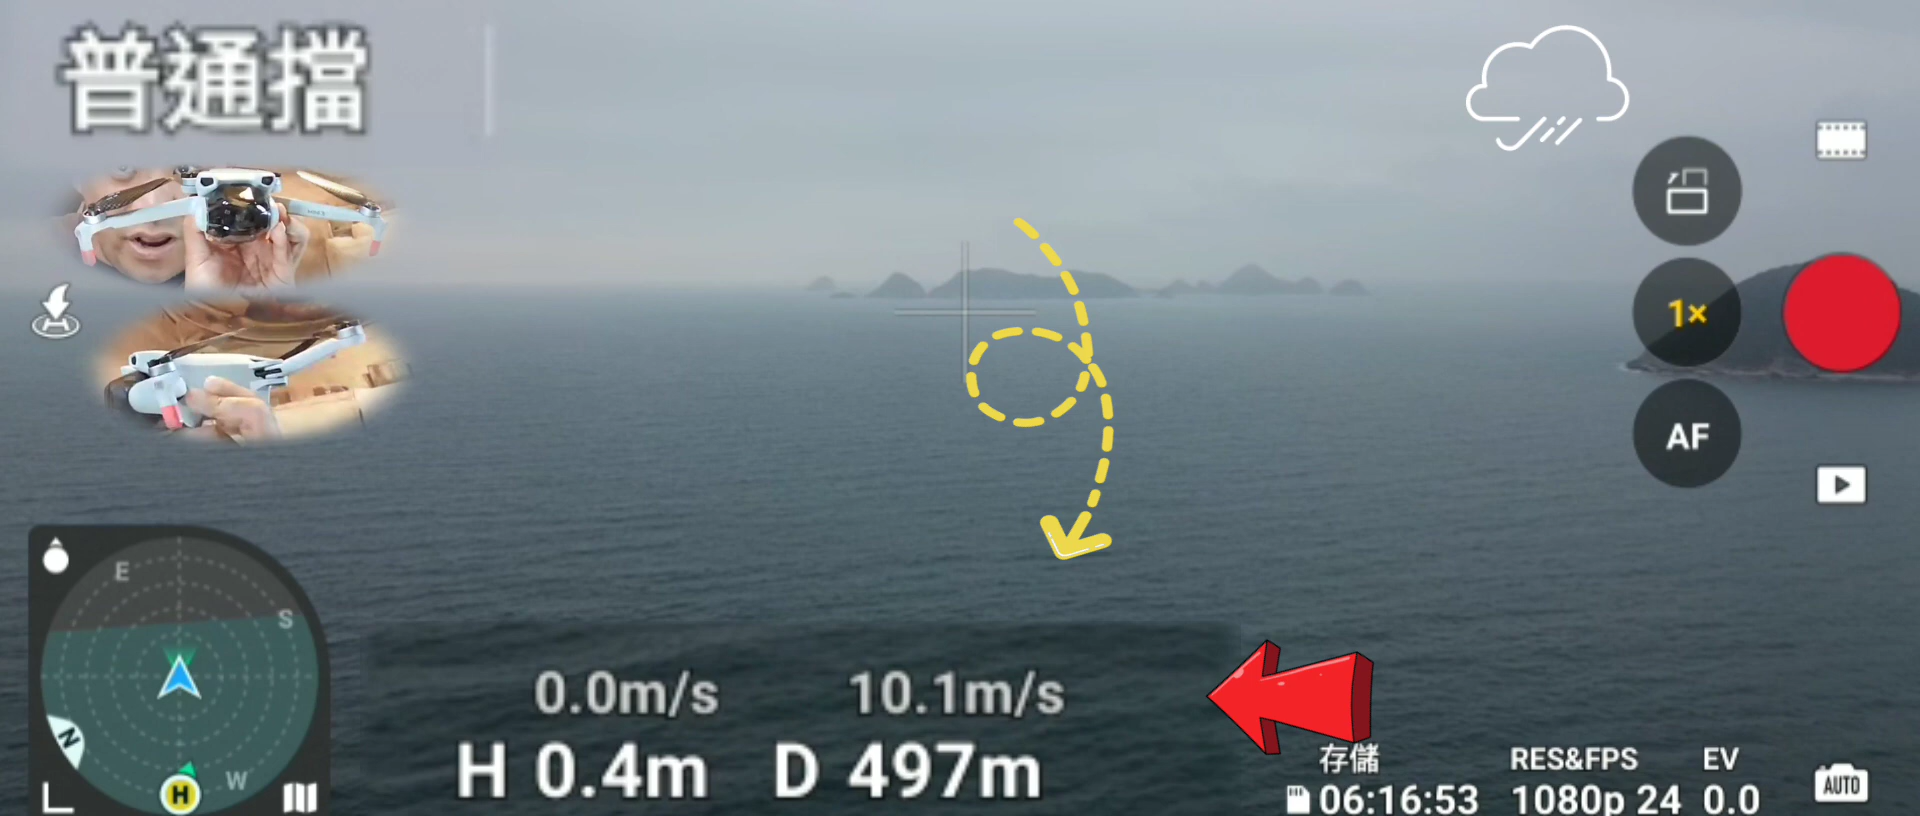 普通擋
1×
AF
E
S
N
W
H
0.0m/s 10.1m/s
H 0.4m D 497m
存儲 RES&FPS EV
06:16:53 1080p 24 0.0
AUTO